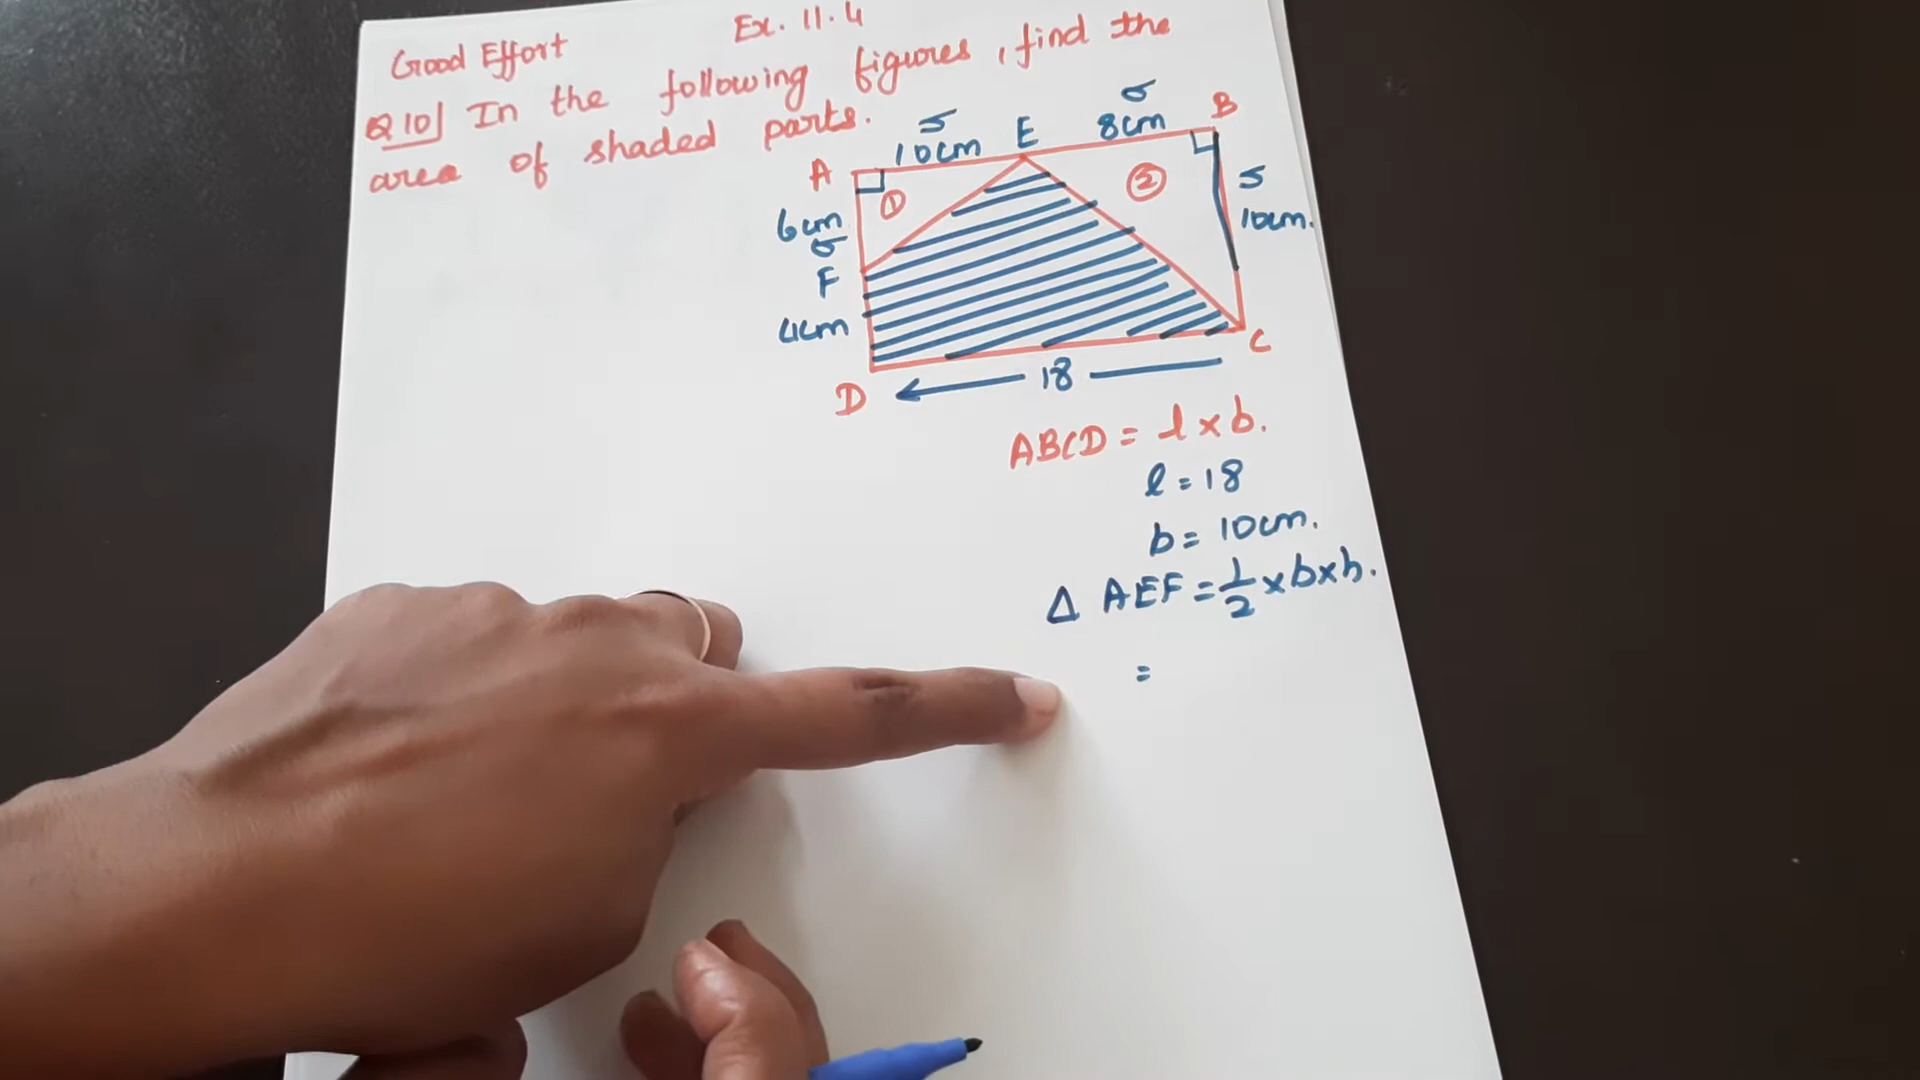 Good Effort
Ex. 11.4
Q 10] In the following figures, find the
area of shaded parts.
A
10cm
E
8cm
B
6cm
①
②
10cm.
F
4cm
D
18
C
ABCD = l x b.
l = 18
b = 10cm.
Δ AEF = 1/2 x b x h.
=